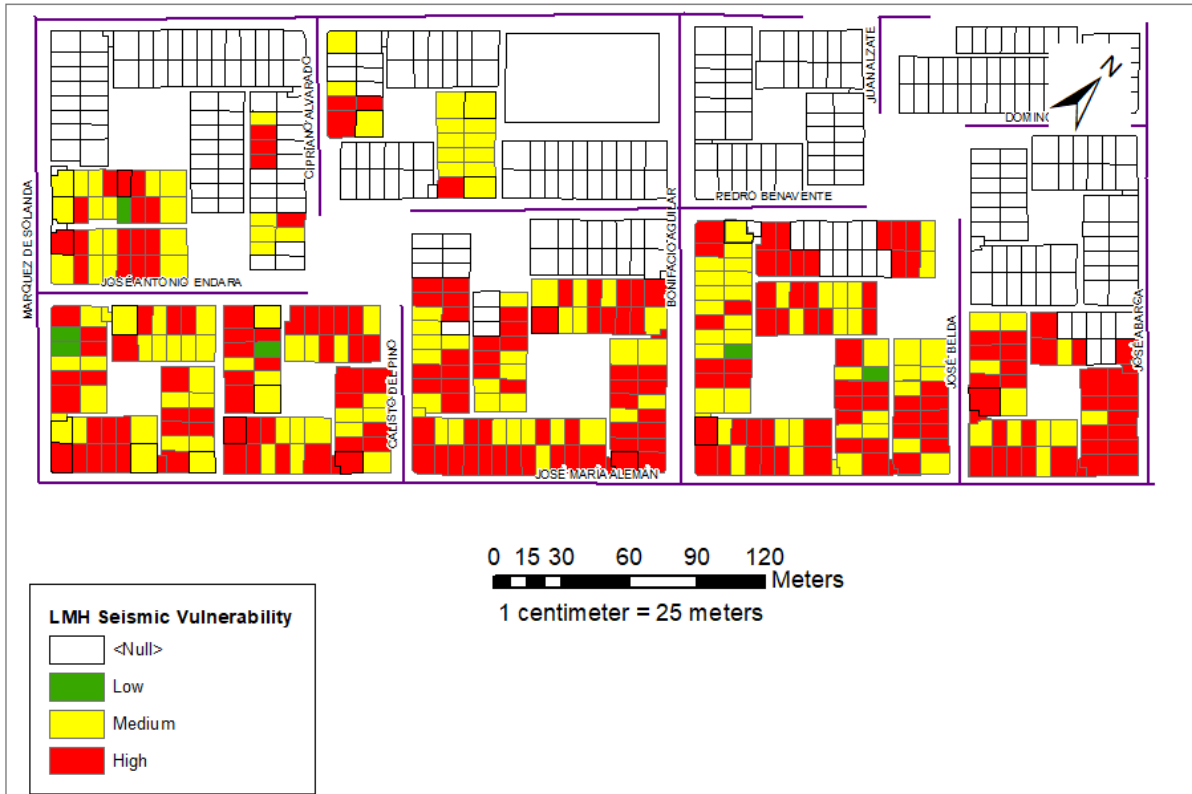 MARQUEZ DE SOLANDA
CIPRIANO ALVARADO
JUAN ALZATE
N
PEDRO BENAVENTE
BONIFACIO AGUILAR
JOSÉ ANTONIO ENDARA
CALISTO DEL PINO
JOSÉ BELDA
JOSÉ ABARCA
JOSÉ MARÍA ALEMÁN
0 15 30 60 90 120
Meters
1 centimeter = 25 meters
LMH Seismic Vulnerability
<Null>
Low
Medium
High